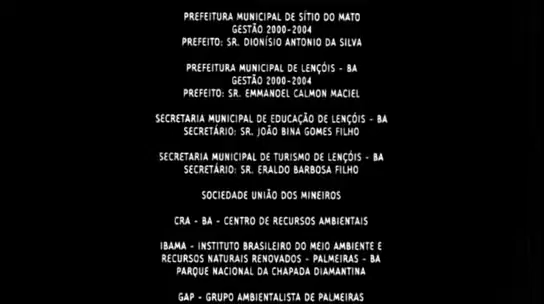 PREFEITURA MUNICIPAL DE SÍTIO DO MATO
GESTÃO 2000-2004
PREFEITO: SR. DIONÍSIO ANTONIO DA SILVA
PREFEITURA MUNICIPAL DE LENÇÓIS - BA
GESTÃO 2000-2004
PREFEITO: SR. EMMANOEL CALMON MACIEL
SECRETARIA MUNICIPAL DE EDUCAÇÃO DE LENÇÓIS - BA
SECRETÁRIO: SR. JOÃO BINA GOMES FILHO
SECRETARIA MUNICIPAL DE TURISMO DE LENÇÓIS - BA
SECRETÁRIO: SR. ERALDO BARBOSA FILHO
SOCIEDADE UNIÃO DOS MINEIROS
CRA - BA - CENTRO DE RECURSOS AMBIENTAIS
IBAMA - INSTITUTO BRASILEIRO DO MEIO AMBIENTE E
RECURSOS NATURAIS RENOVADOS - PALMEIRAS - BA
PARQUE NACIONAL DA CHAPADA DIAMANTINA
GAP - GRUPO AMBIENTALISTA DE PALMEIRAS